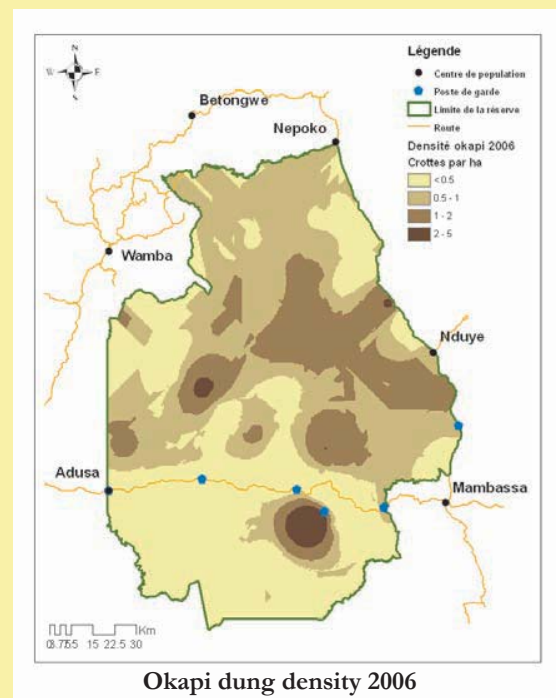 N
W E
S
Légende
Centre de population
Poste de garde
Limite de la réserve
Route
Densité okapi 2006
Crottes par ha
<0.5
0.5 - 1
1 - 2
2 - 5
Betongwe
Nepoko
Wamba
Nduye
Adusa
Mambassa
Km
15 22.5 30
Okapi dung density 2006